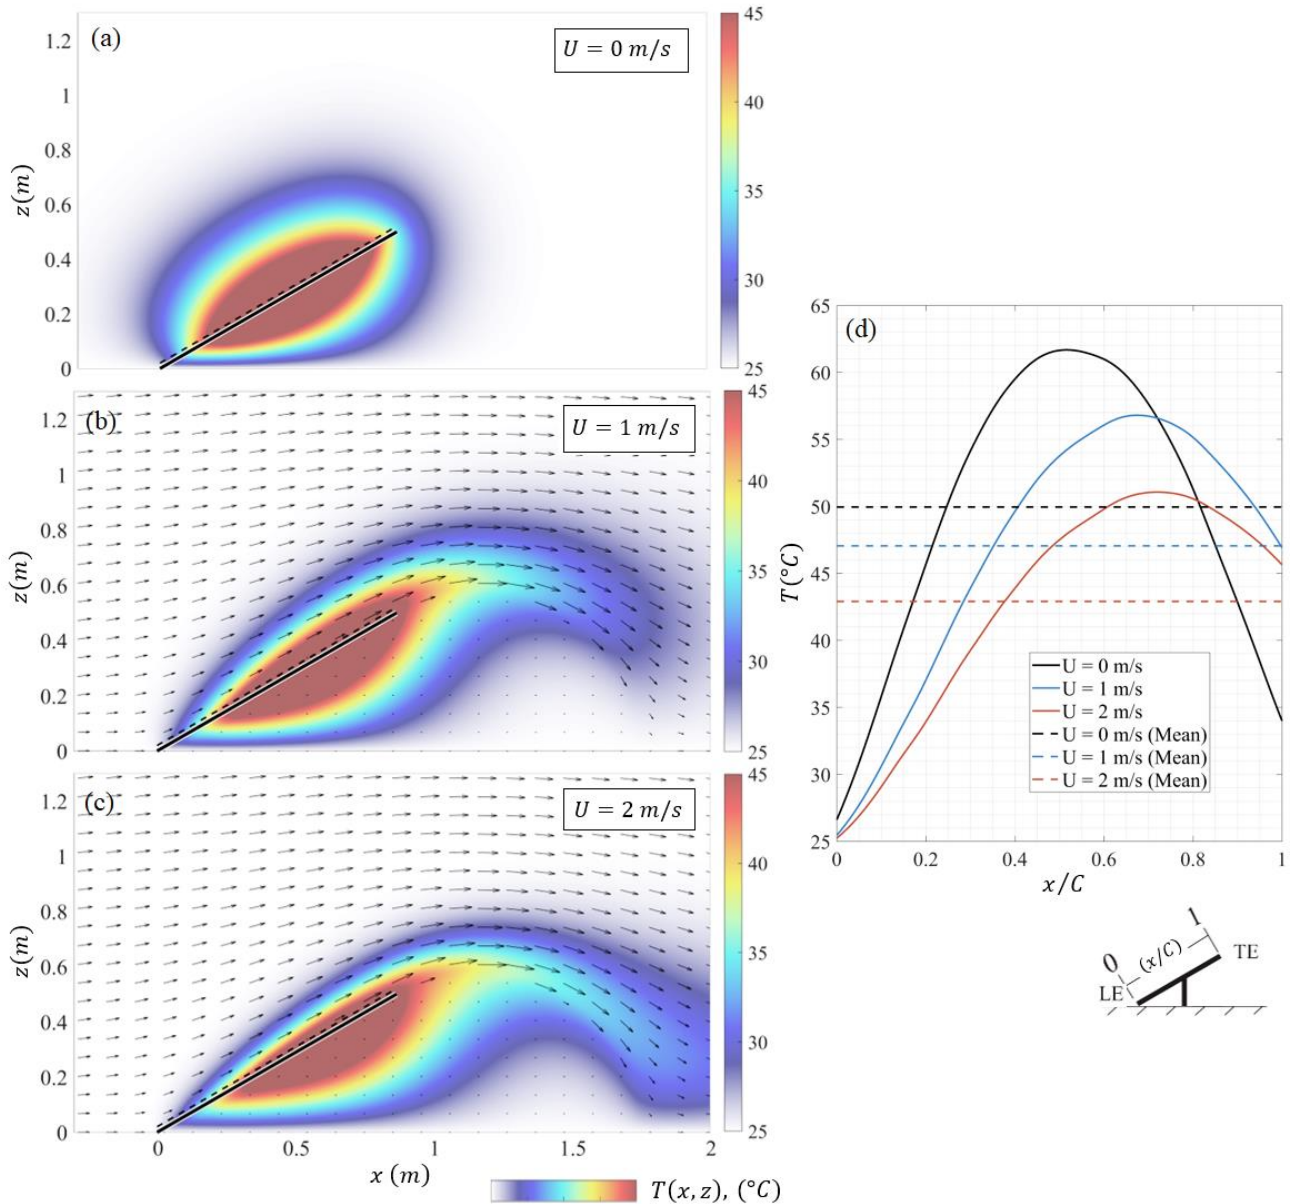 (a)
U = 0 m/s
1.2
1
0.8
0.6
0.4
0.2
0
z(m)
45
40
35
30
25
(b)
U = 1 m/s
1.2
1
0.8
0.6
0.4
0.2
0
z(m)
45
40
35
30
25
(c)
U = 2 m/s
1.2
1
0.8
0.6
0.4
0.2
0
z(m)
45
40
35
30
25
0 0.5 1 1.5 2
x (m)
T(x, z), (°C)
(d)
65
60
55
50
45
40
35
30
25
T(°C)
U = 0 m/s
U = 1 m/s
U = 2 m/s
U = 0 m/s (Mean)
U = 1 m/s (Mean)
U = 2 m/s (Mean)
0 0.2 0.4 0.6 0.8 1
x/C
0 (x/C) 1
LE TE